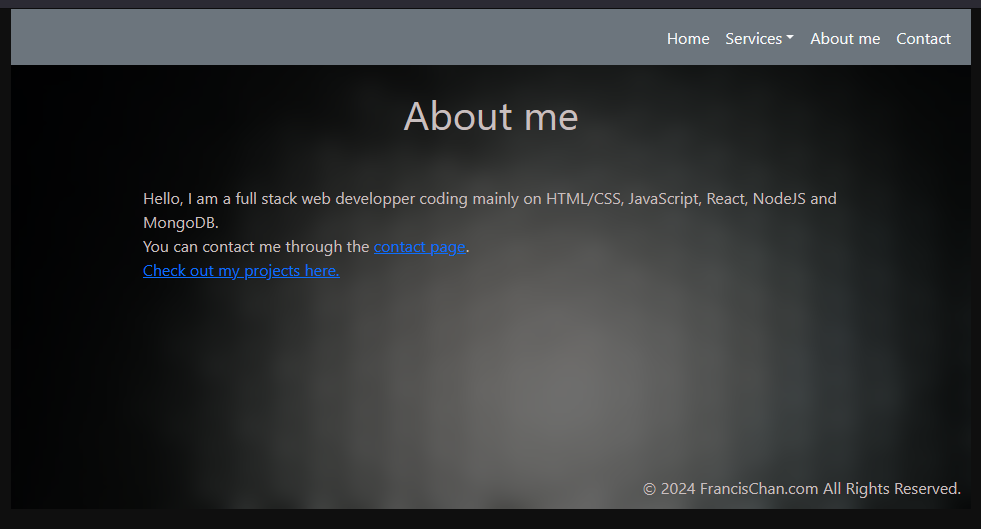 Home Services About me Contact
About me
Hello, I am a full stack web developper coding mainly on HTML/CSS, JavaScript, React, NodeJS and
MongoDB.
You can contact me through the contact page.
Check out my projects here.
© 2024 FrancisChan.com All Rights Reserved.